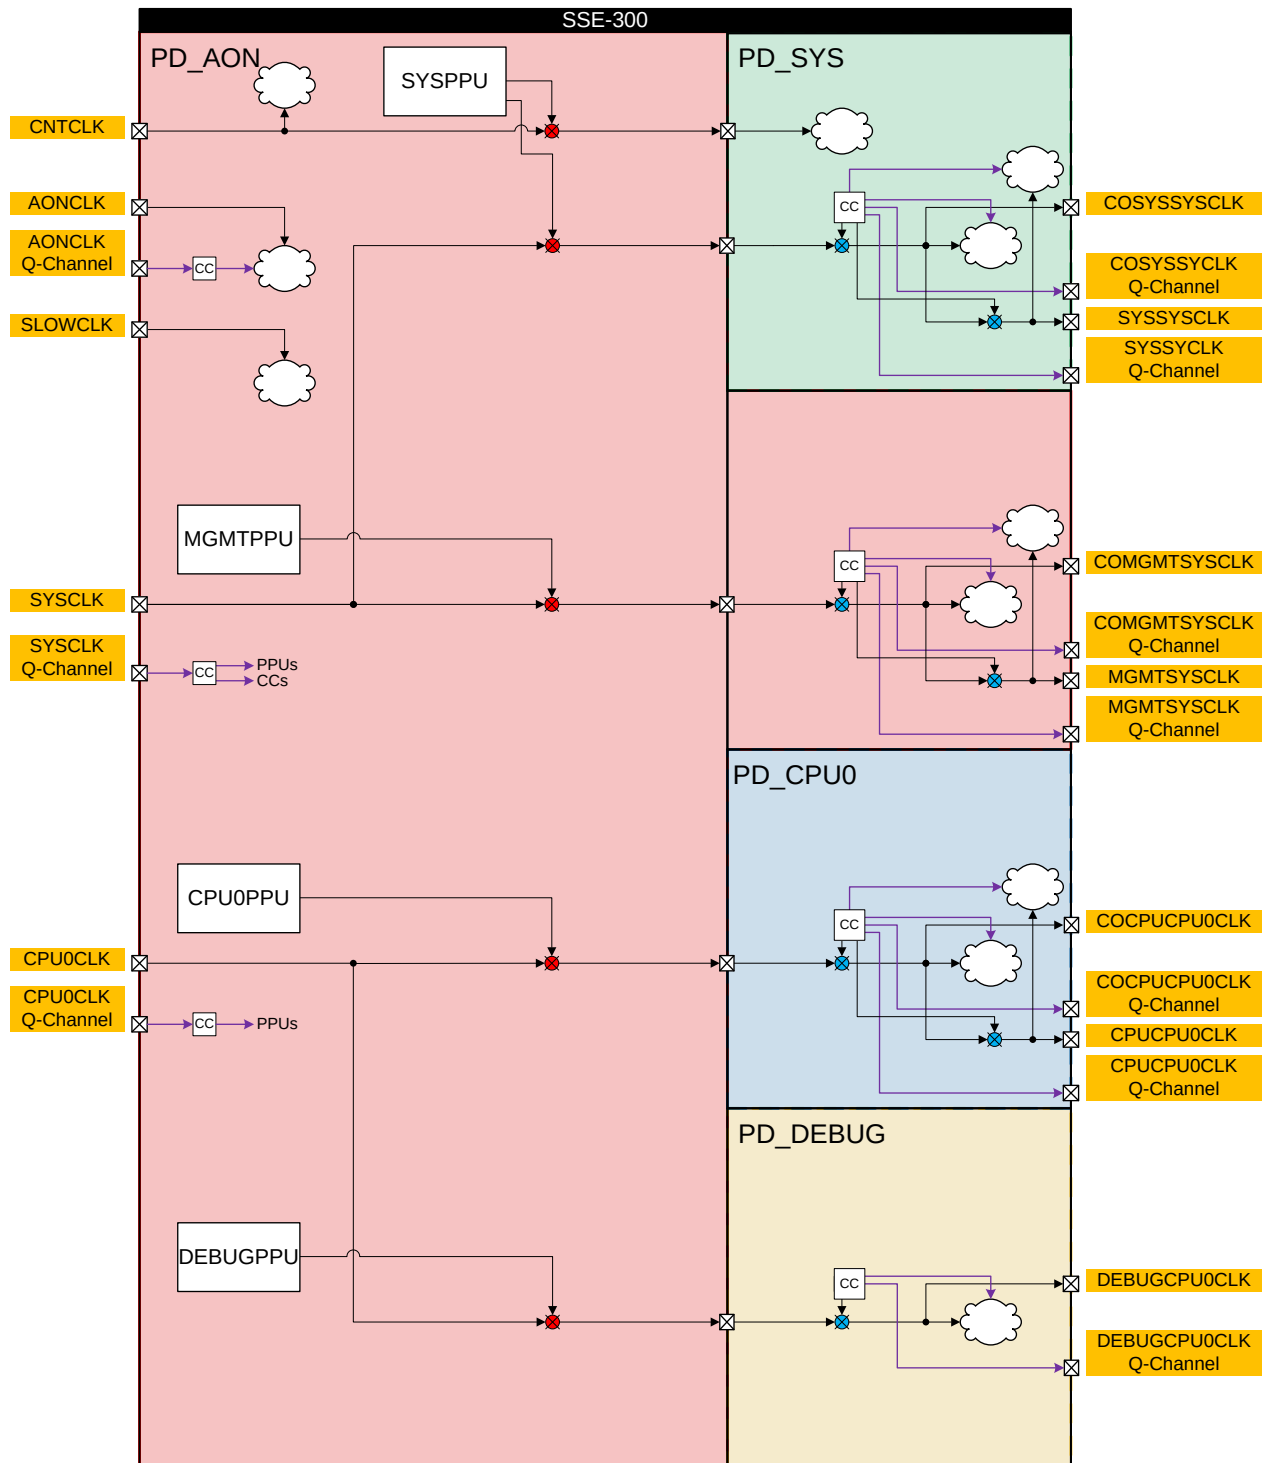 SSE-300
PD_AON
SYSPPU
PD_SYS
CNTCLK
AONCLK
AONCLK
Q-Channel
CC
SLOWCLK
CC
COSYSSYSCLK
COSYSSYCLK
Q-Channel
SYSSYSCLK
SYSSYCLK
Q-Channel
MGMTPPU
SYSCLK
SYSCLK
Q-Channel
CC
PPUs
CCs
CC
COMGMTSYSCLK
COMGMTSYSCLK
Q-Channel
MGMTSYSCLK
MGMTSYSCLK
Q-Channel
PD_CPU0
CPU0PPU
CPU0CLK
CPU0CLK
Q-Channel
CC
PPUs
CC
COCPUCPU0CLK
COCPUCPU0CLK
Q-Channel
CPUCPU0CLK
CPUCPU0CLK
Q-Channel
PD_DEBUG
DEBUGPPU
CC
DEBUGCPU0CLK
DEBUGCPU0CLK
Q-Channel